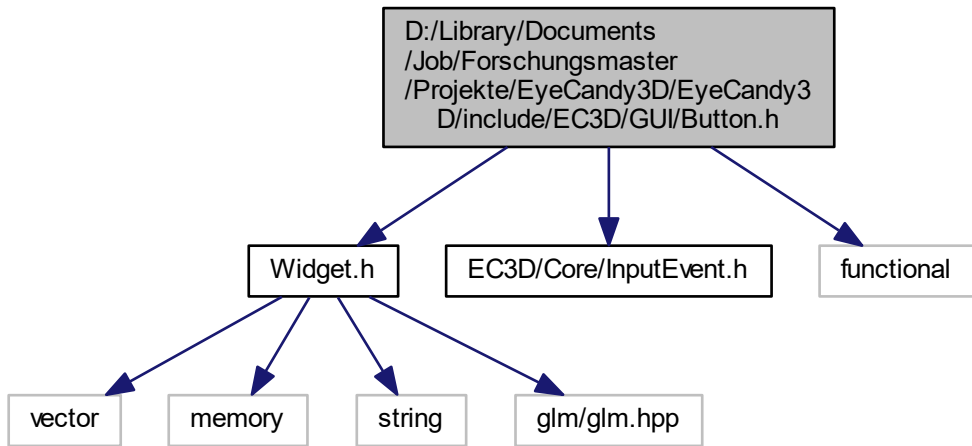 D:/Library/Documents
/Job/Forschungsmaster
/Projekte/EyeCandy3D/EyeCandy3
D/include/EC3D/GUI/Button.h
Widget.h
EC3D/Core/InputEvent.h
functional
vector
memory
string
glm/glm.hpp